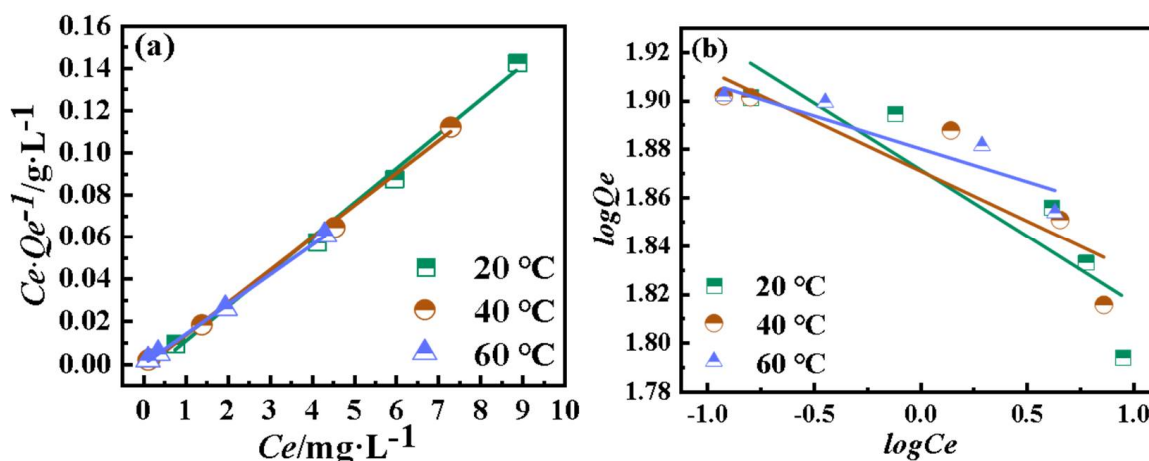 (a)
0.16
0.14
0.12
0.10
0.08
0.06
0.04
0.02
0.00
Ce·Qe⁻¹/g·L⁻¹
20 °C
40 °C
60 °C
0 1 2 3 4 5 6 7 8 9 10
Ce/mg·L⁻¹
(b)
1.92
1.90
1.88
1.86
1.84
1.82
1.80
1.78
logQe
20 °C
40 °C
60 °C
-1.0 -0.5 0.0 0.5 1.0
logCe